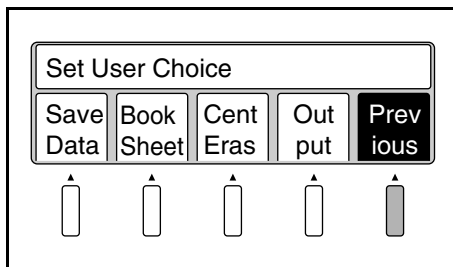 Set User Choice
Save Book Cent Out Prev
Data Sheet Eras put ious